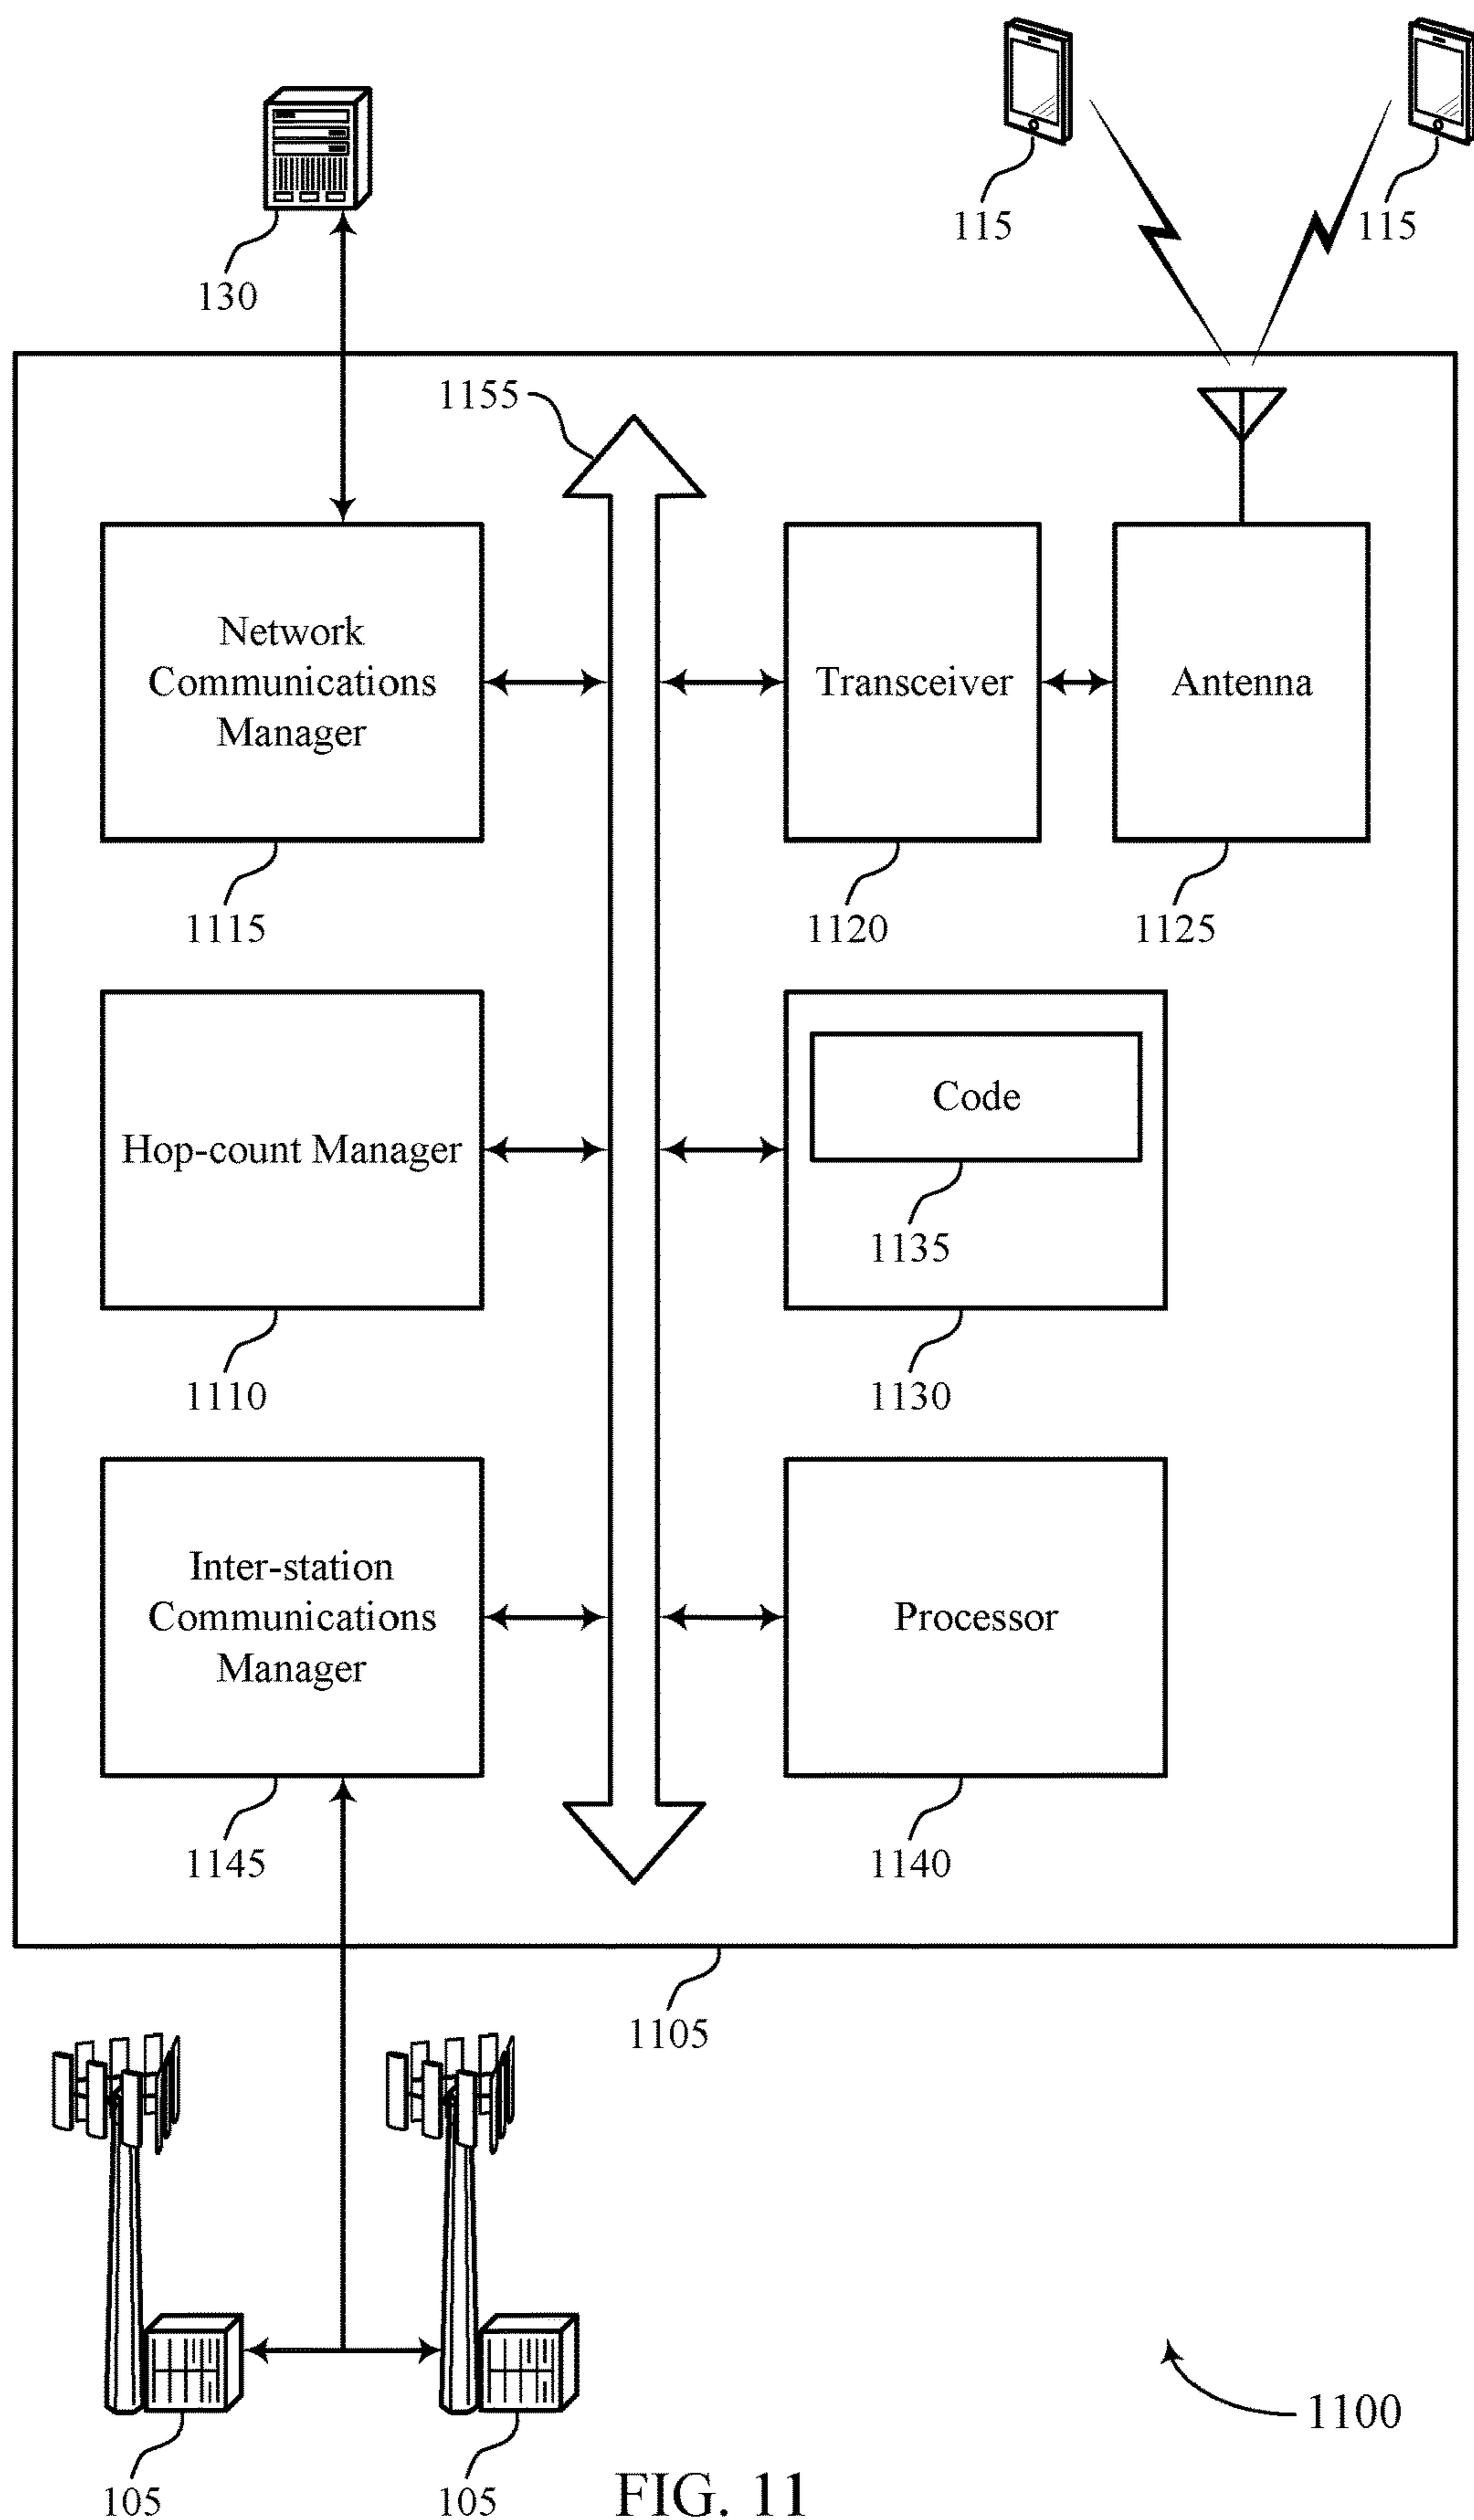 115
115
130
1155
Network
Communications
Manager
Transceiver
Antenna
1115
1120
1125
Code
Hop-count Manager
1135
1110
1130
Inter-station
Communications
Manager
Processor
1145
1140
1105
1100
105
105
FIG. 11